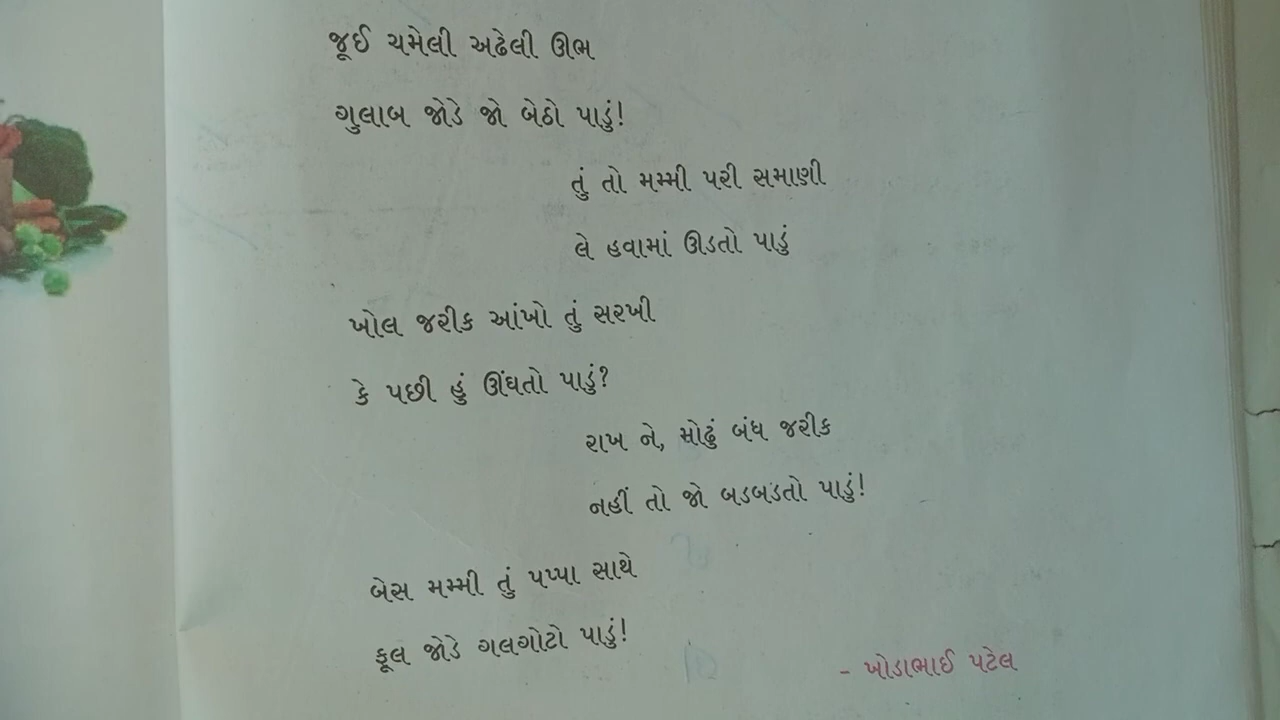 જૂઈ ચમેલી અઢેલી ઊભ
ગુલાબ જોડે જો બેઠો પાડું!
તું તો મમ્મી પરી સમાણી
લે હવામાં ઊડતો પાડું
ખોલ જરીક આંખો તું સરખી
કે પછી હું ઊંઘતો પાડું?
રાખ ને, મોઢું બંધ જરીક
નહીં તો જો બડબડતો પાડું!
બેસ મમ્મી તું પપ્પા સાથે
ફૂલ જોડે ગલગોટો પાડું!
- ખોડાભાઈ પટેલ